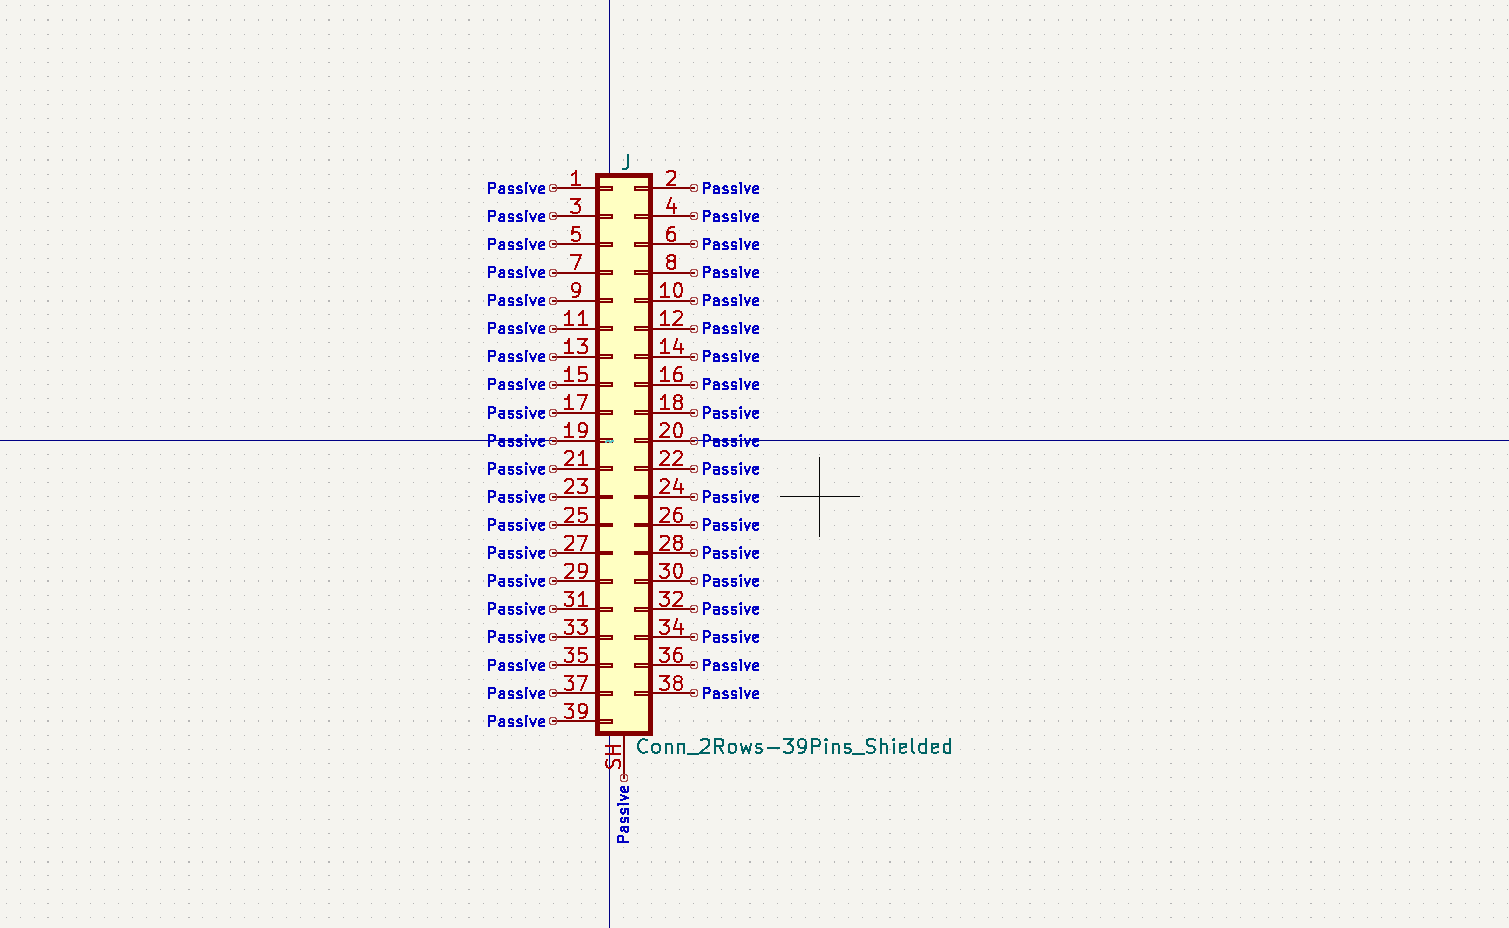 J
Passive 1 2 Passive
Passive 3 4 Passive
Passive 5 6 Passive
Passive 7 8 Passive
Passive 9 10 Passive
Passive 11 12 Passive
Passive 13 14 Passive
Passive 15 16 Passive
Passive 17 18 Passive
Passive 19 20 Passive
Passive 21 22 Passive
Passive 23 24 Passive
Passive 25 26 Passive
Passive 27 28 Passive
Passive 29 30 Passive
Passive 31 32 Passive
Passive 33 34 Passive
Passive 35 36 Passive
Passive 37 38 Passive
Passive 39
SH Conn_2Rows-39Pins_Shielded
Passive